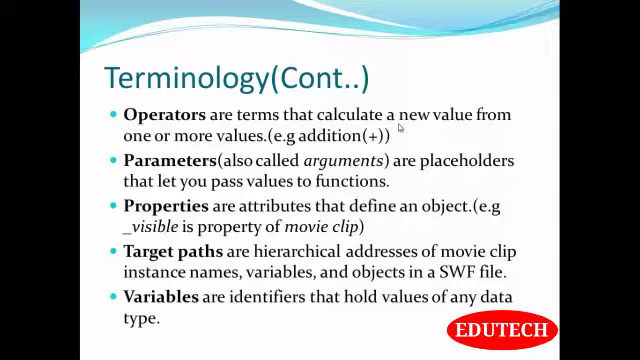 Terminology(Cont..)
Operators are terms that calculate a new value from
one or more values.(e.g addition(+))
Parameters(also called arguments) are placeholders
that let you pass values to functions.
Properties are attributes that define an object.(e.g
_visible is property of movie clip)
Target paths are hierarchical addresses of movie clip
instance names, variables, and objects in a SWF file.
Variables are identifiers that hold values of any data
type.
EDUTECH